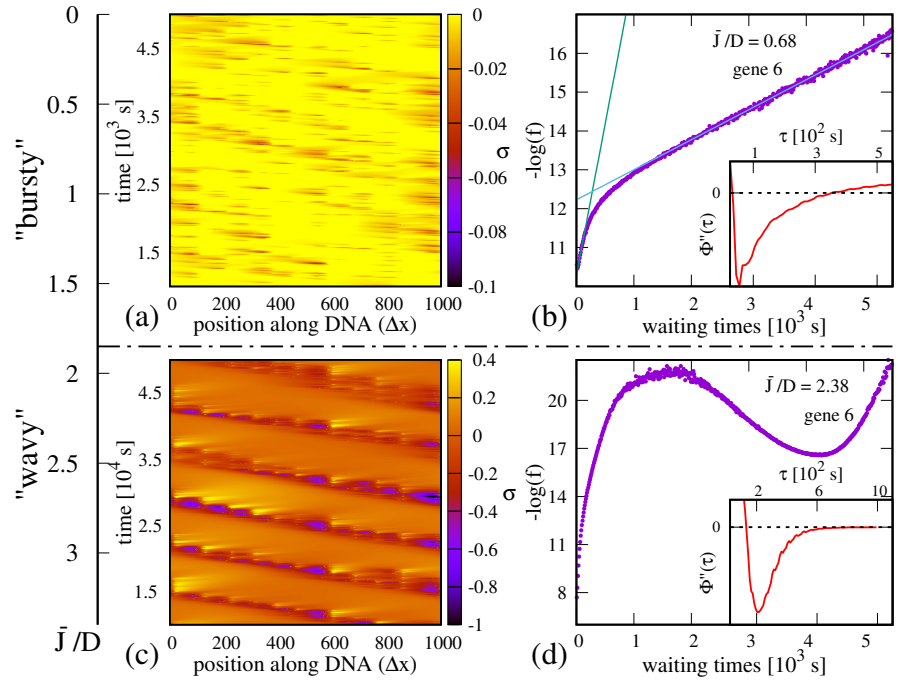 0
0.5
1
1.5
2
2.5
3
"bursty"
"wavy"
J̄ /D
4.5
3.5
2.5
1.5
time [10³ s]
0 200 400 600 800 1000
(a) position along DNA (Δx)
0
-0.02
-0.04
-0.06
-0.08
-0.1
σ
16
15
14
13
12
11
10
-log(f)
J̄ /D = 0.68
gene 6
τ [10² s]
1 3 5
0
Φ"(τ)
0 1 2 3 4 5
(b) waiting times [10³ s]
4.5
3.5
2.5
1.5
time [10⁴ s]
0 200 400 600 800 1000
(c) position along DNA (Δx)
0.4
0.2
0
-0.2
-0.4
-0.6
-0.8
-1
σ
20
17
14
11
8
-log(f)
J̄ /D = 2.38
gene 6
τ [10² s]
2 6 10
0
Φ"(τ)
0 1 2 3 4 5
(d) waiting times [10³ s]